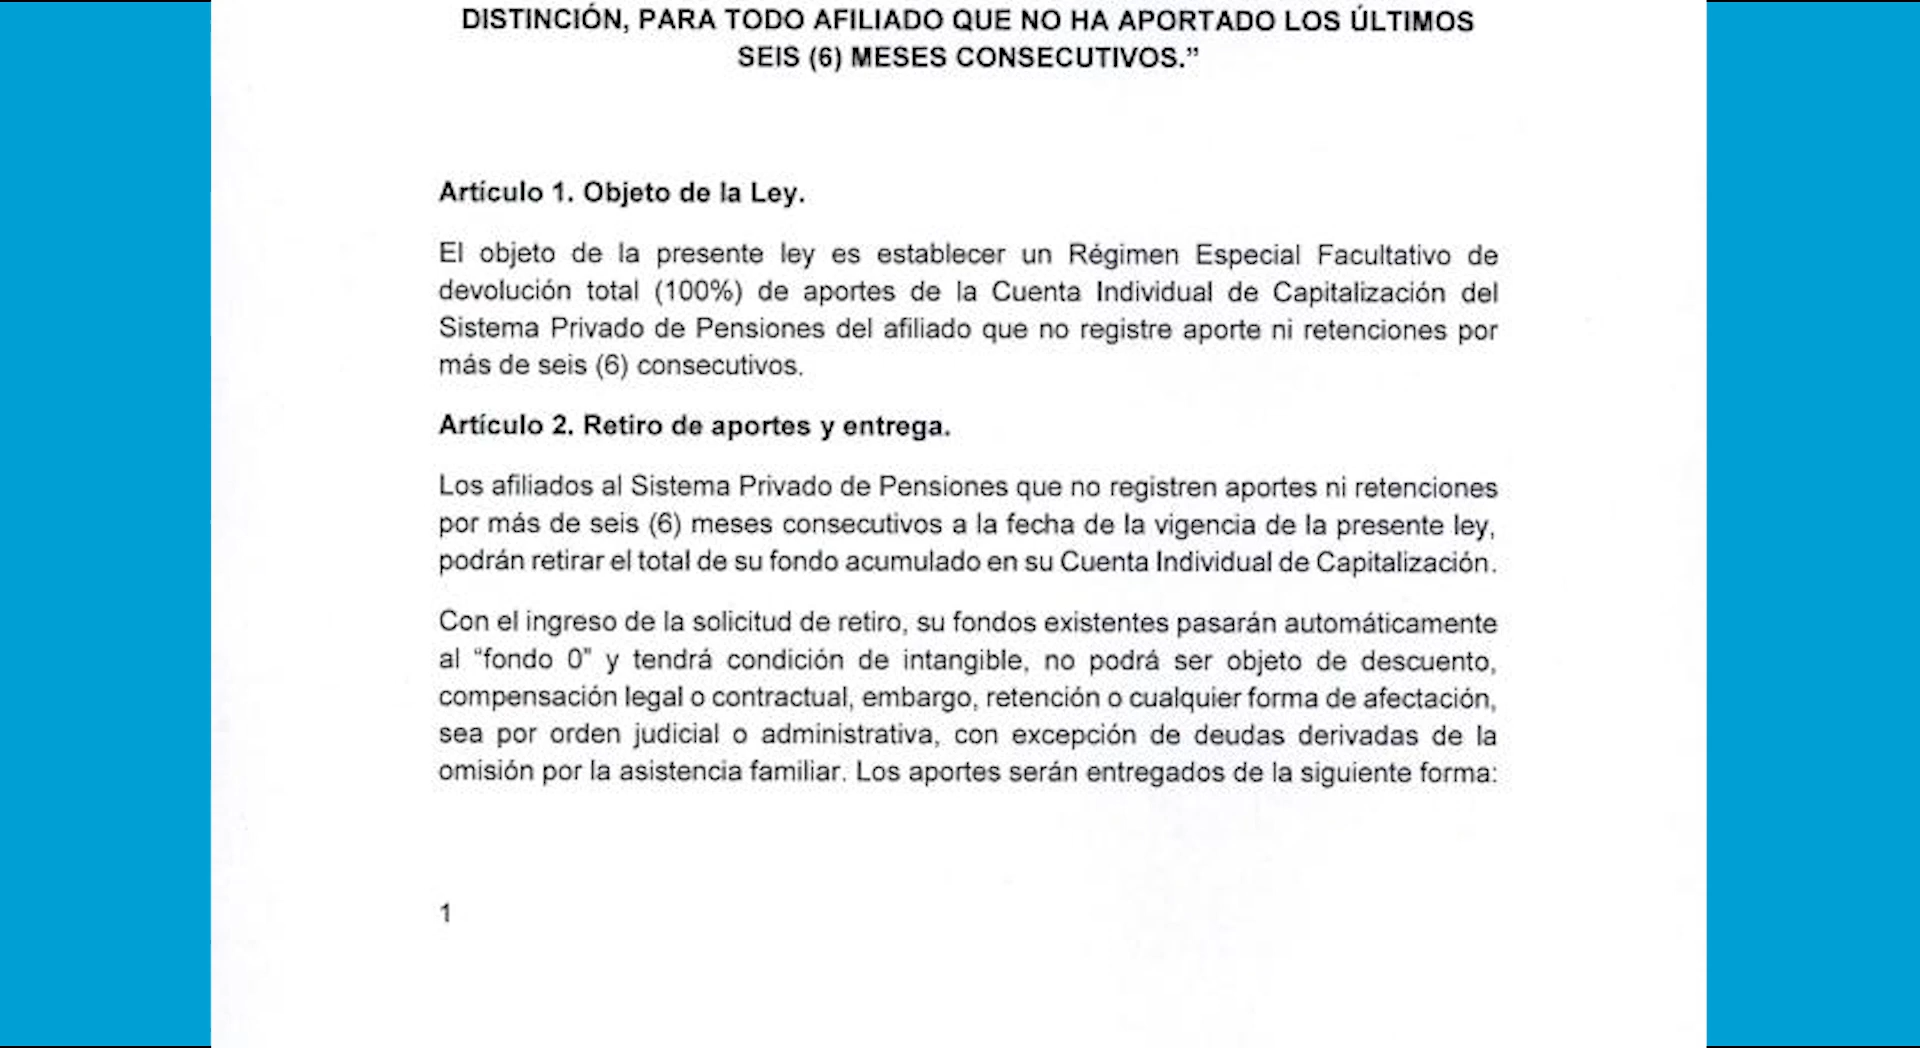 DISTINCIÓN, PARA TODO AFILIADO QUE NO HA APORTADO LOS ÚLTIMOS
SEIS (6) MESES CONSECUTIVOS.”
Artículo 1. Objeto de la Ley.
El objeto de la presente ley es establecer un Régimen Especial Facultativo de
devolución total (100%) de aportes de la Cuenta Individual de Capitalización del
Sistema Privado de Pensiones del afiliado que no registre aporte ni retenciones por
más de seis (6) consecutivos.
Artículo 2. Retiro de aportes y entrega.
Los afiliados al Sistema Privado de Pensiones que no registren aportes ni retenciones
por más de seis (6) meses consecutivos a la fecha de la vigencia de la presente ley,
podrán retirar el total de su fondo acumulado en su Cuenta Individual de Capitalización.
Con el ingreso de la solicitud de retiro, su fondos existentes pasarán automáticamente
al “fondo 0” y tendrá condición de intangible, no podrá ser objeto de descuento,
compensación legal o contractual, embargo, retención o cualquier forma de afectación,
sea por orden judicial o administrativa, con excepción de deudas derivadas de la
omisión por la asistencia familiar. Los aportes serán entregados de la siguiente forma:
1